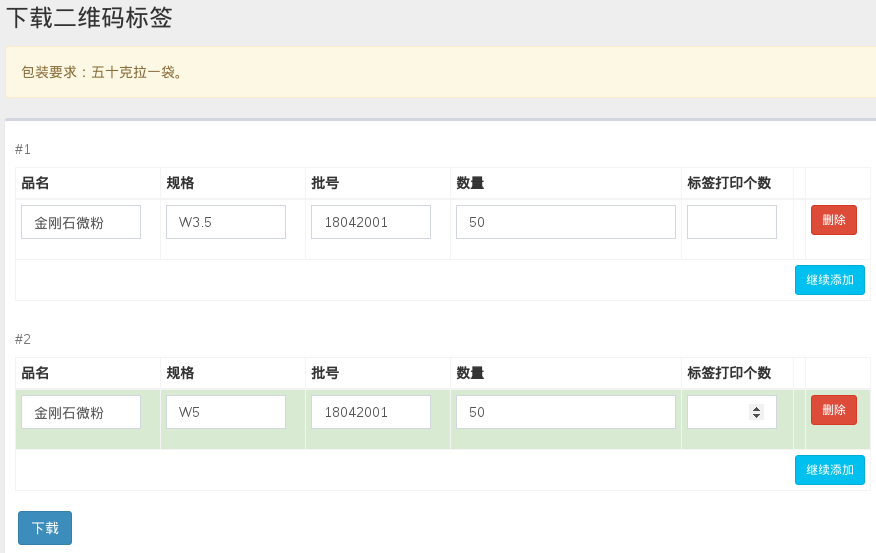 下载二维码标签
包装要求：五十克拉一袋。
#1
品名 规格 批号 数量 标签打印个数
金刚石微粉 W3.5 18042001 50 删除
继续添加
#2
品名 规格 批号 数量 标签打印个数
金刚石微粉 W5 18042001 50 删除
继续添加
下载